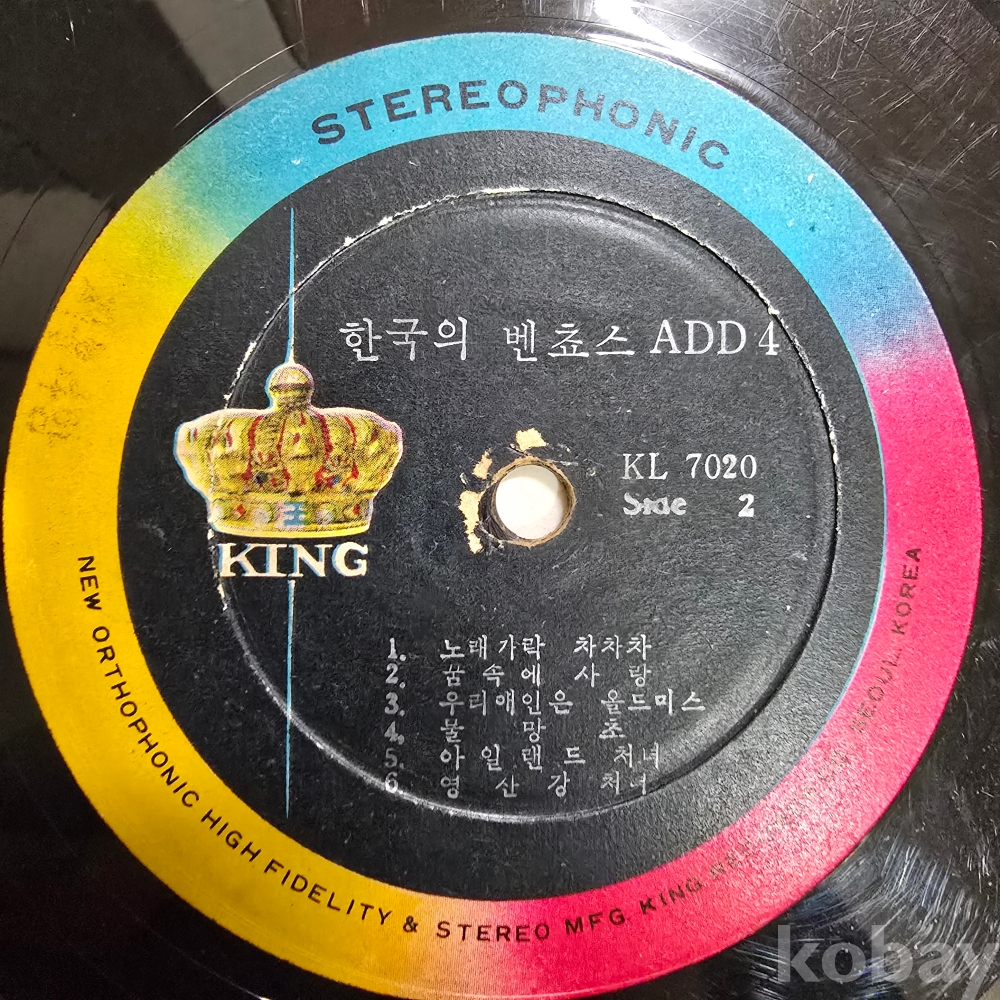 STEREOPHONIC
한국의 벤쵸스 ADD 4
KL 7020
Side 2
王
KING
1. 노래가락 차차차
2. 꿈속에 사랑
3. 우리애인은 올드미스
4. 물망초
5. 아일랜드 처녀
6 영산강 처녀
NEW ORTHOPHONIC HIGH FIDELITY & STEREO MFG KING SEOUL KOREA
kobay